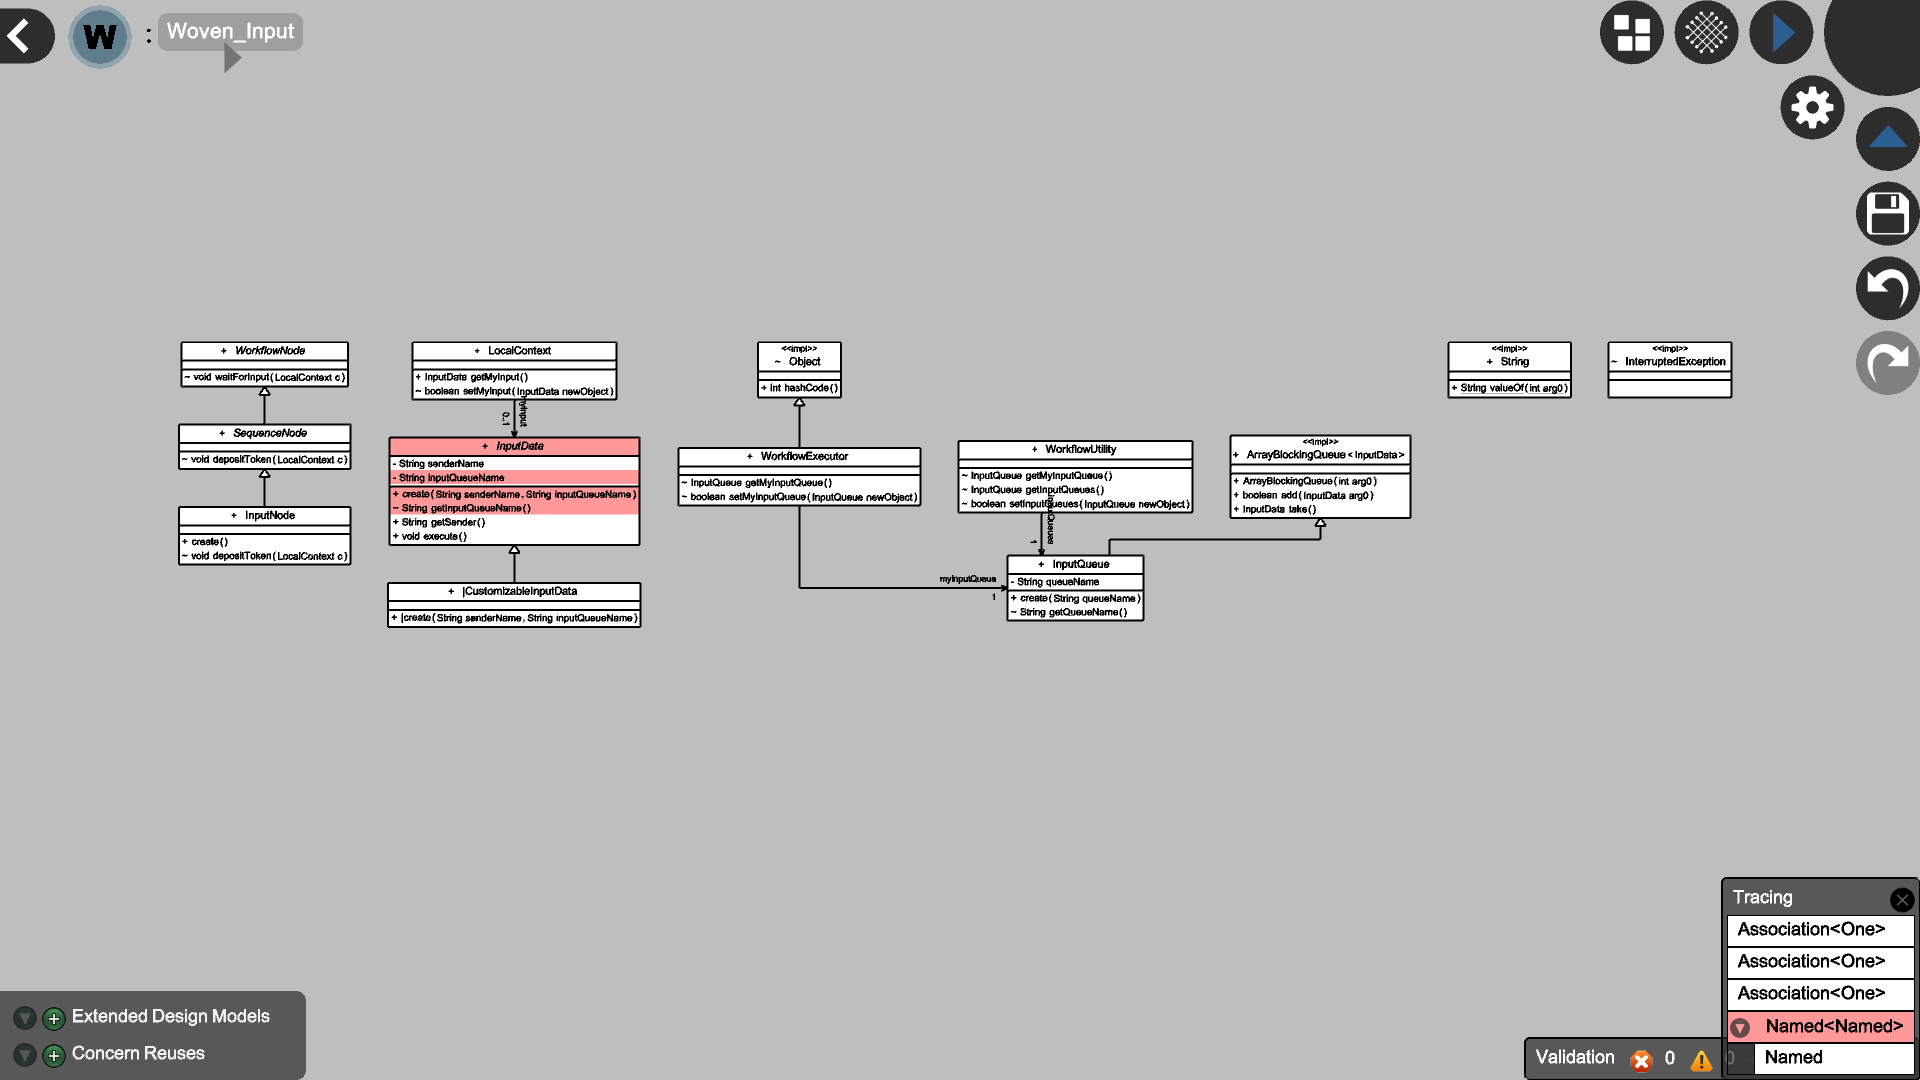 W : Woven_Input
+ WorkflowNode
~ void waitForInput(LocalContext c)
+ SequenceNode
~ void depositToken(LocalContext c)
+ InputNode
+ create()
~ void depositToken(LocalContext c)
+ LocalContext
+ InputData getMyInput()
~ boolean setMyInput(InputData newObject)
myInput
0..1
+ InputData
- String senderName
- String inputQueueName
+ create(String senderName, String inputQueueName)
~ String getInputQueueName()
+ String getSender()
+ void execute()
+ |CustomizableInputData
+ |create(String senderName, String inputQueueName)
<<impl>>
~ Object
+ int hashCode()
+ WorkflowExecutor
~ InputQueue getMyInputQueue()
~ boolean setMyInputQueue(InputQueue newObject)
myInputQueue
1
+ WorkflowUtility
~ InputQueue getMyInputQueue()
~ InputQueue getInputQueues()
~ boolean setInputQueues(InputQueue newObject)
inputQueues
1
+ InputQueue
- String queueName
+ create(String queueName)
~ String getQueueName()
<<impl>>
+ ArrayBlockingQueue<InputData>
+ ArrayBlockingQueue(int arg0)
+ boolean add(InputData arg0)
+ InputData take()
<<impl>>
+ String
+ String valueOf(int arg0)
<<impl>>
~ InterruptedException
Extended Design Models
Concern Reuses
Tracing
Association<One>
Association<One>
Association<One>
Named<Named>
Named
Validation 0 0